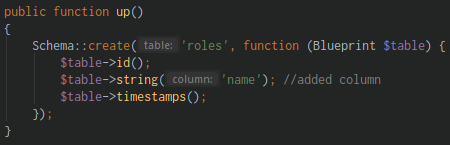 public function up()
{
    Schema::create( table: 'roles', function (Blueprint $table) {
        $table->id();
        $table->string( column: 'name'); //added column
        $table->timestamps();
    });
}